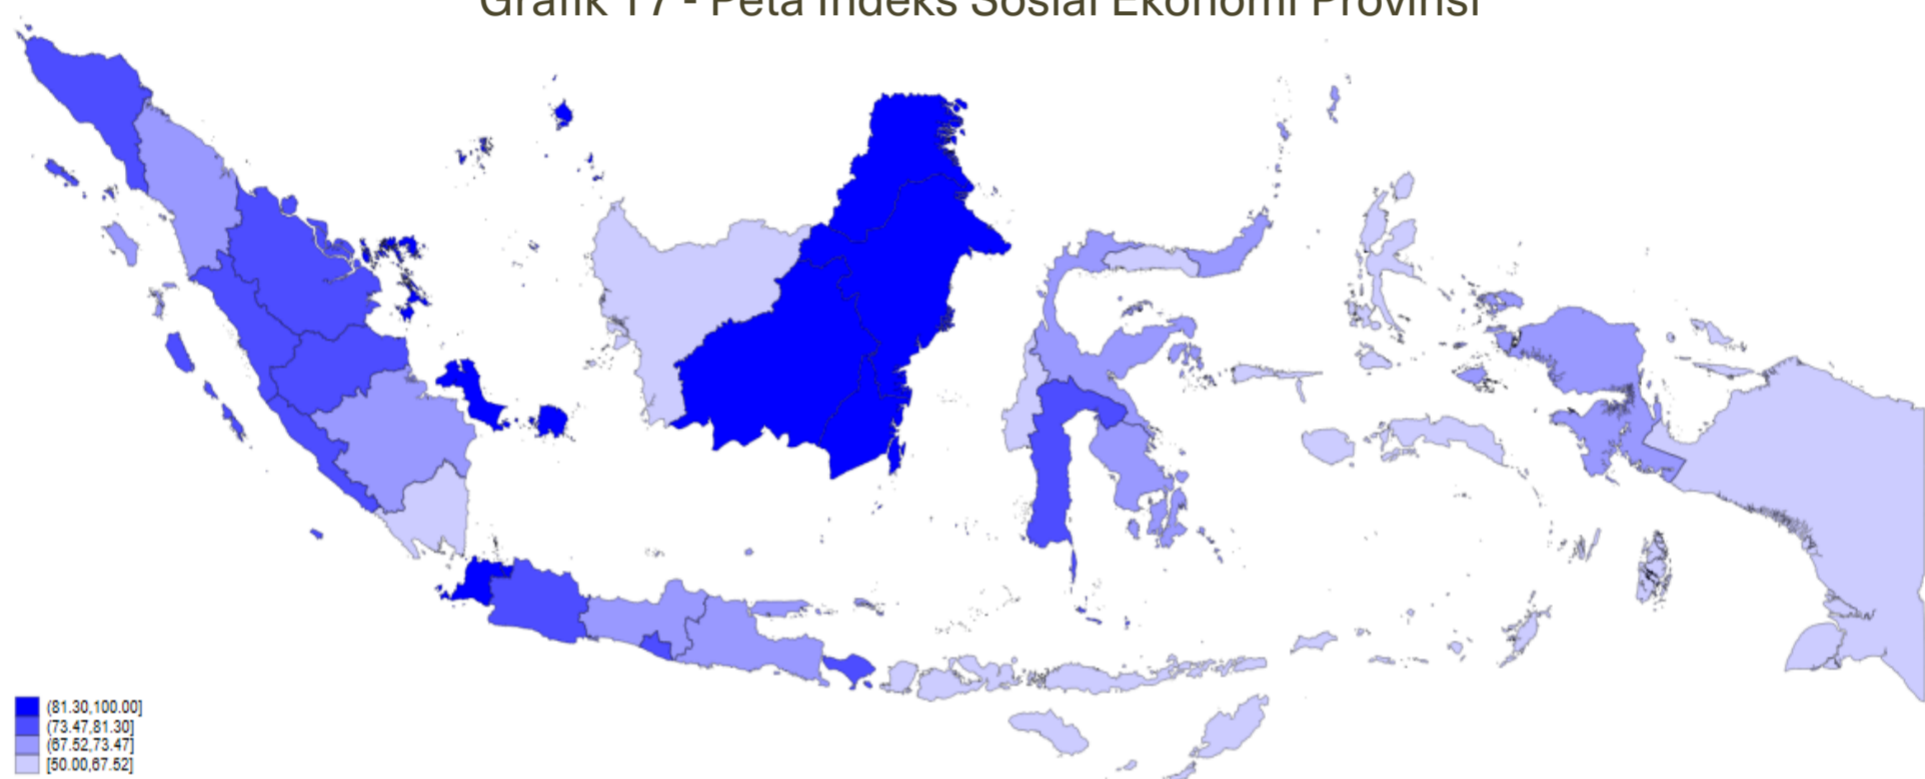 Grafik 17 - Peta Indeks Sosial Ekonomi Provinsi
(81.30,100.00]
(73.47,81.30]
(67.52,73.47]
[50.00,67.52]